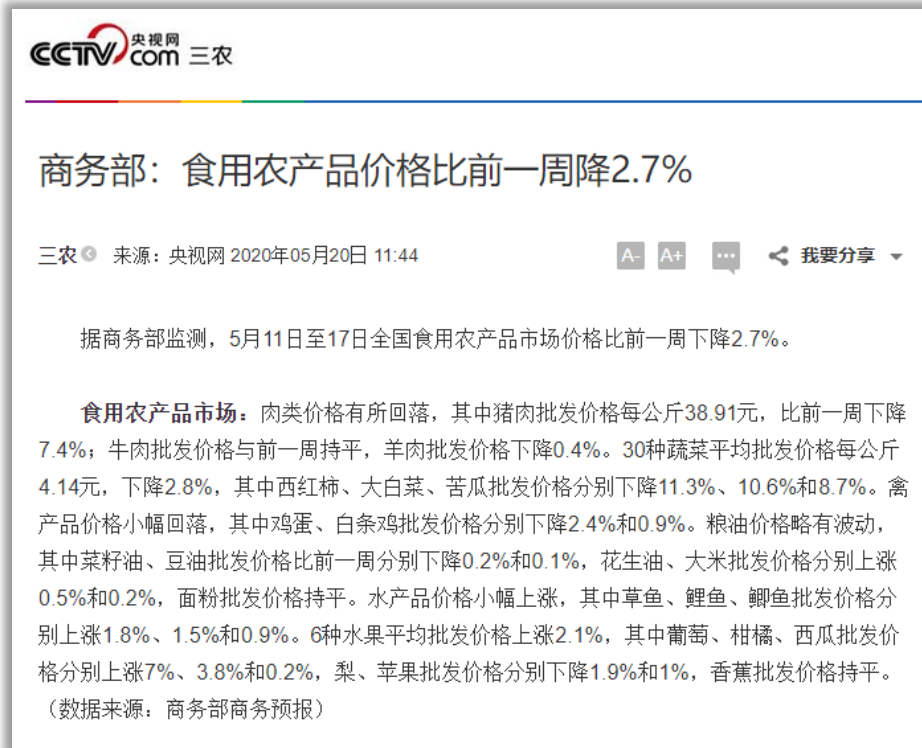 CCTV央视网
com 三农
商务部：食用农产品价格比前一周降2.7%
三农 来源：央视网 2020年05月20日 11:44 A- A+ 我要分享
据商务部监测，5月11日至17日全国食用农产品市场价格比前一周下降2.7%。
食用农产品市场：肉类价格有所回落，其中猪肉批发价格每公斤38.91元，比前一周下降
7.4%；牛肉批发价格与前一周持平，羊肉批发价格下降0.4%。30种蔬菜平均批发价格每公斤
4.14元，下降2.8%，其中西红柿、大白菜、苦瓜批发价格分别下降11.3%、10.6%和8.7%。禽
产品价格小幅回落，其中鸡蛋、白条鸡批发价格分别下降2.4%和0.9%。粮油价格略有波动，
其中菜籽油、豆油批发价格比前一周分别下降0.2%和0.1%，花生油、大米批发价格分别上涨
0.5%和0.2%，面粉批发价格持平。水产品价格小幅上涨，其中草鱼、鲤鱼、鲫鱼批发价格分
别上涨1.8%、1.5%和0.9%。6种水果平均批发价格上涨2.1%，其中葡萄、柑橘、西瓜批发价
格分别上涨7%、3.8%和0.2%，梨、苹果批发价格分别下降1.9%和1%，香蕉批发价格持平。
（数据来源：商务部商务预报）